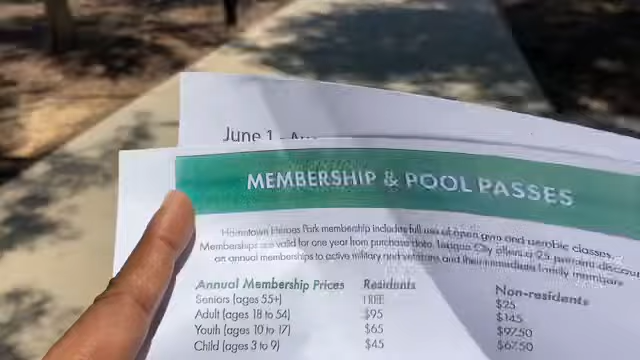 June 1 - Au
MEMBERSHIP & POOL PASSES
Hometown Heroes Park membership includes full use of open gym and aerobic classes.
Memberships are valid for one year from purchase date. League City offers a 25 percent discou
on annual memberships to active military and veterans and their immediate family members
Annual Membership Prices Residents Non-residents
Seniors (ages 55+) FREE $25
Adult (ages 18 to 54) $95 $145
Youth (ages 10 to 17) $65 $97.50
Child (ages 3 to 9) $45 $67.50